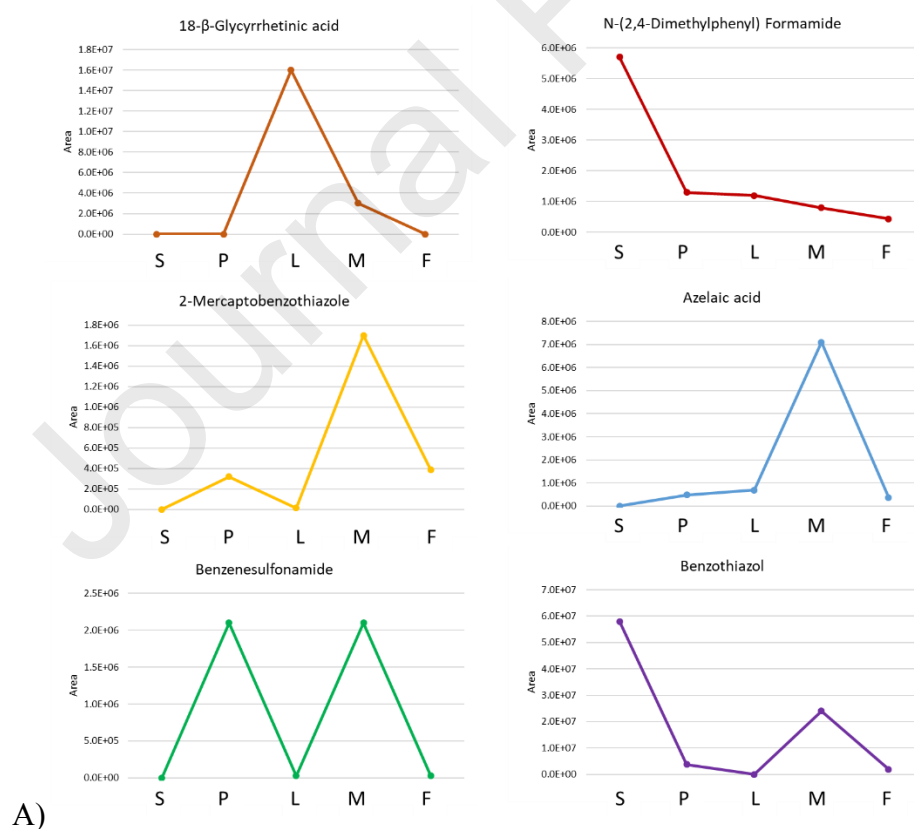 18-β-Glycyrrhetinic acid
1.8E+07
1.6E+07
1.4E+07
1.2E+07
1.0E+07
8.0E+06
6.0E+06
4.0E+06
2.0E+06
0.0E+00
Area
S P L M F
N-(2,4-Dimethylphenyl) Formamide
6.0E+06
5.0E+06
4.0E+06
3.0E+06
2.0E+06
1.0E+06
0.0E+00
Area
S P L M F
2-Mercaptobenzothiazole
1.8E+06
1.6E+06
1.4E+06
1.2E+06
1.0E+06
8.0E+05
6.0E+05
4.0E+05
2.0E+05
0.0E+00
Area
S P L M F
Azelaic acid
8.0E+06
7.0E+06
6.0E+06
5.0E+06
4.0E+06
3.0E+06
2.0E+06
1.0E+06
0.0E+00
Area
S P L M F
Benzenesulfonamide
2.5E+06
2.0E+06
1.5E+06
1.0E+06
5.0E+05
0.0E+00
Area
S P L M F
Benzothiazol
7.0E+07
6.0E+07
5.0E+07
4.0E+07
3.0E+07
2.0E+07
1.0E+07
0.0E+00
Area
S P L M F
A)
Journal